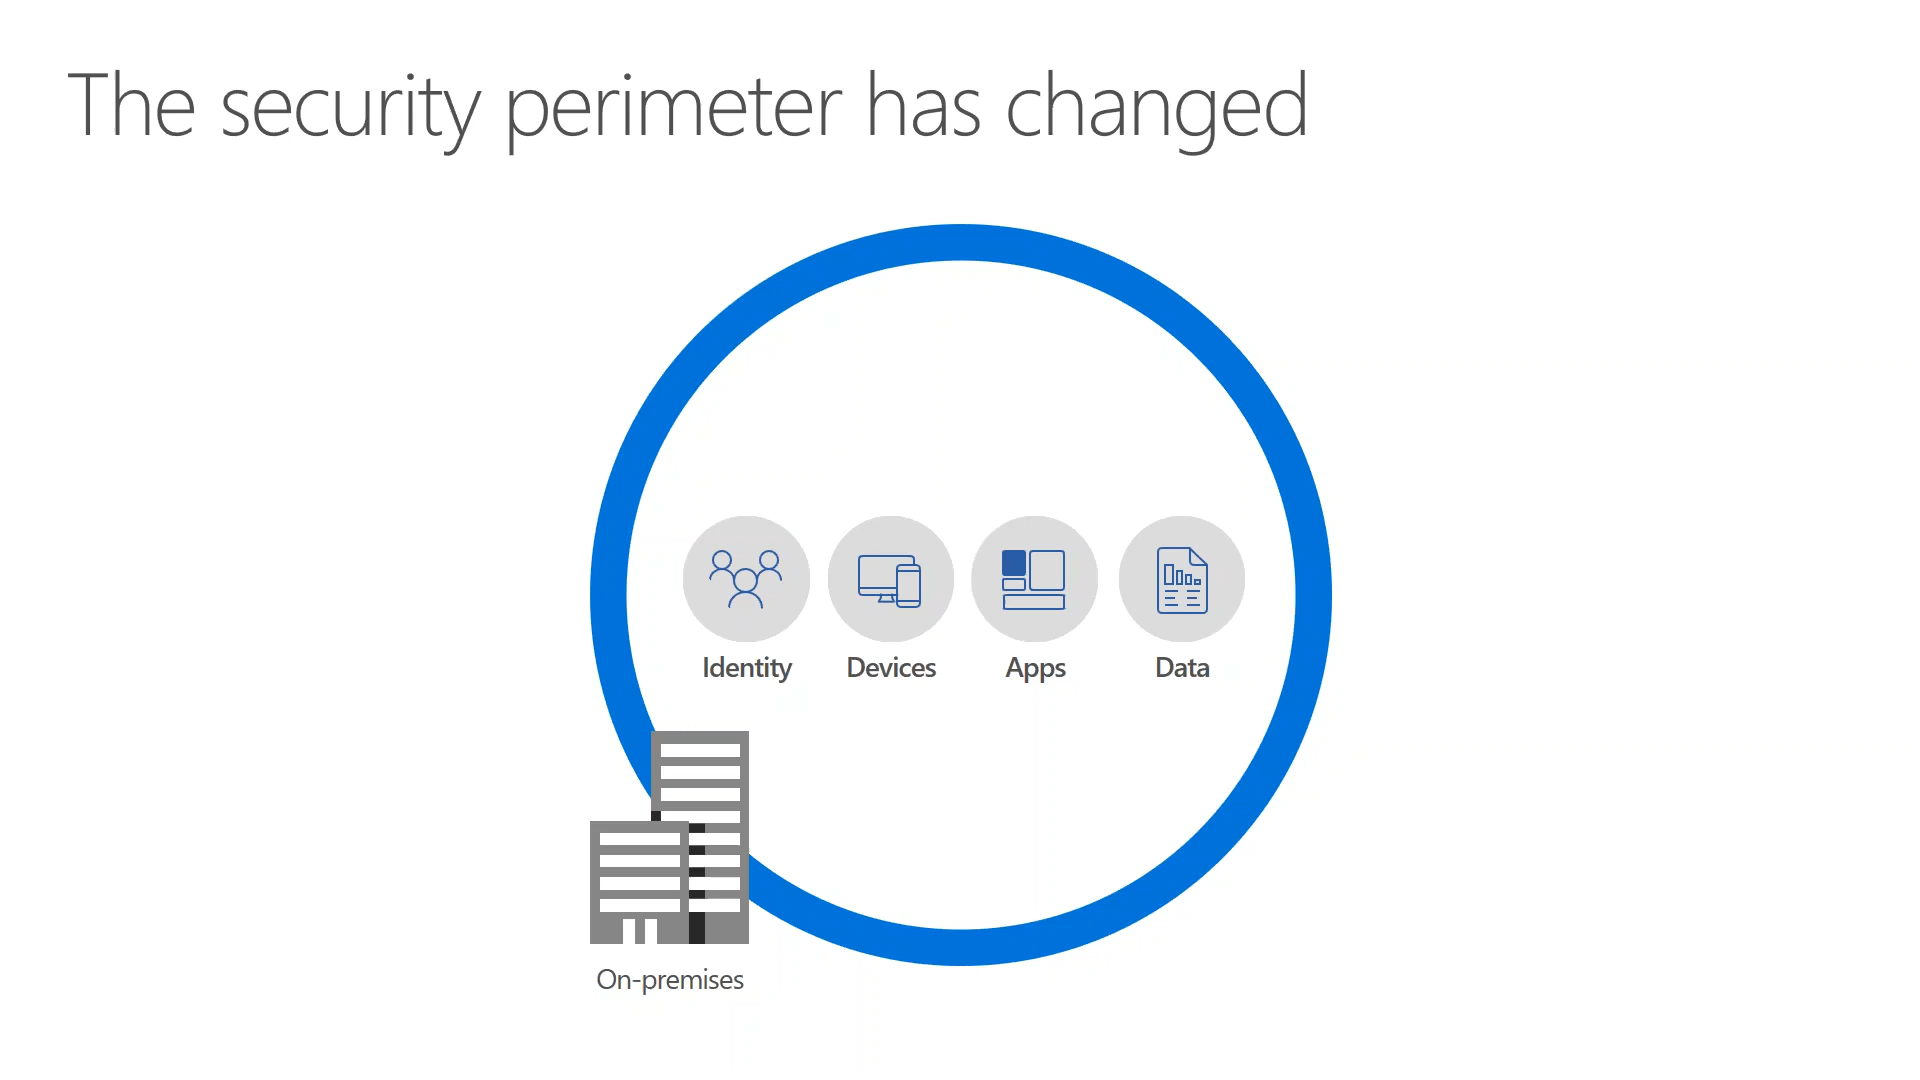 The security perimeter has changed
Identity
Devices
Apps
Data
On-premises